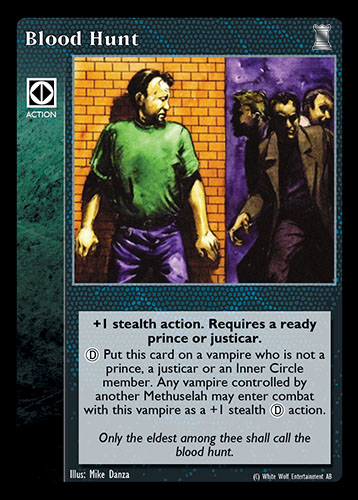 Blood Hunt
ACTION
+1 stealth action. Requires a ready
prince or justicar.
Ⓓ Put this card on a vampire who is not a
prince, a justicar or an Inner Circle
member. Any vampire controlled by
another Methuselah may enter combat
with this vampire as a +1 stealth Ⓓ action.
Only the eldest among thee shall call the
blood hunt.
Illus: Mike Danza
(C) White Wolf Entertainment AB